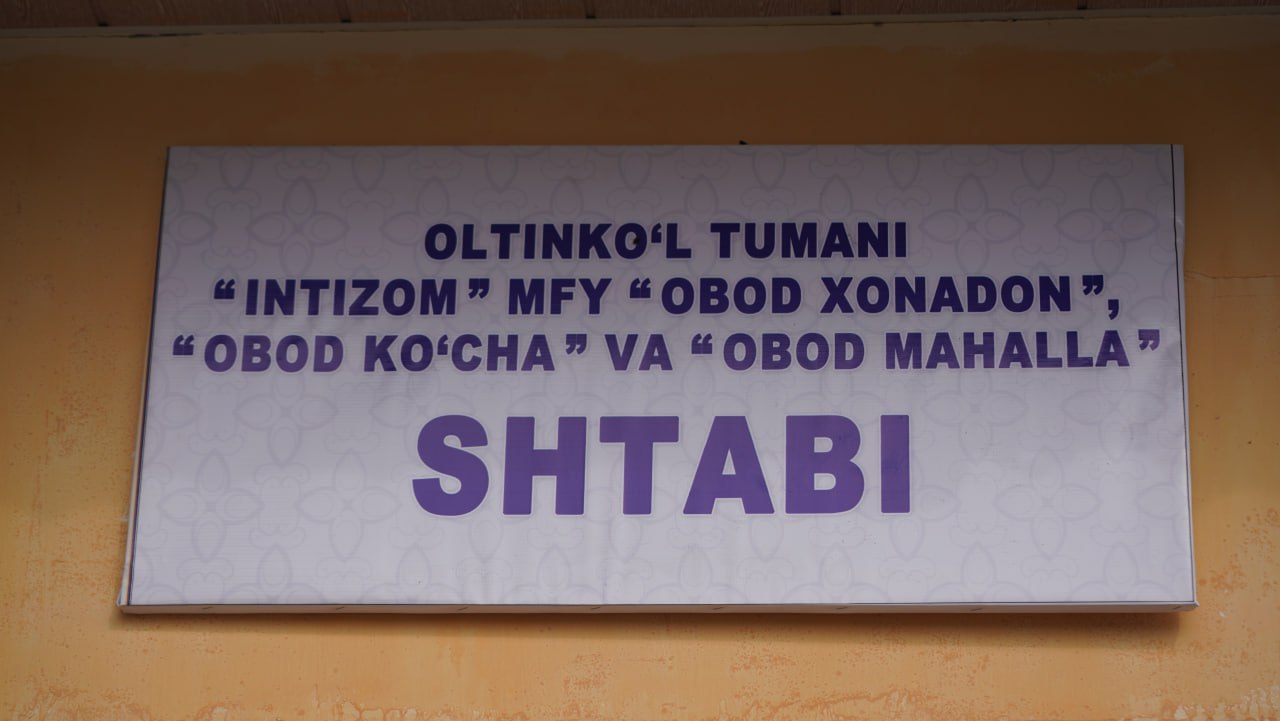 OLTINKO‘L TUMANI
“INTIZOM” MFY “OBOD XONADON”,
“OBOD KO‘CHA” VA “OBOD MAHALLA”
SHTABI